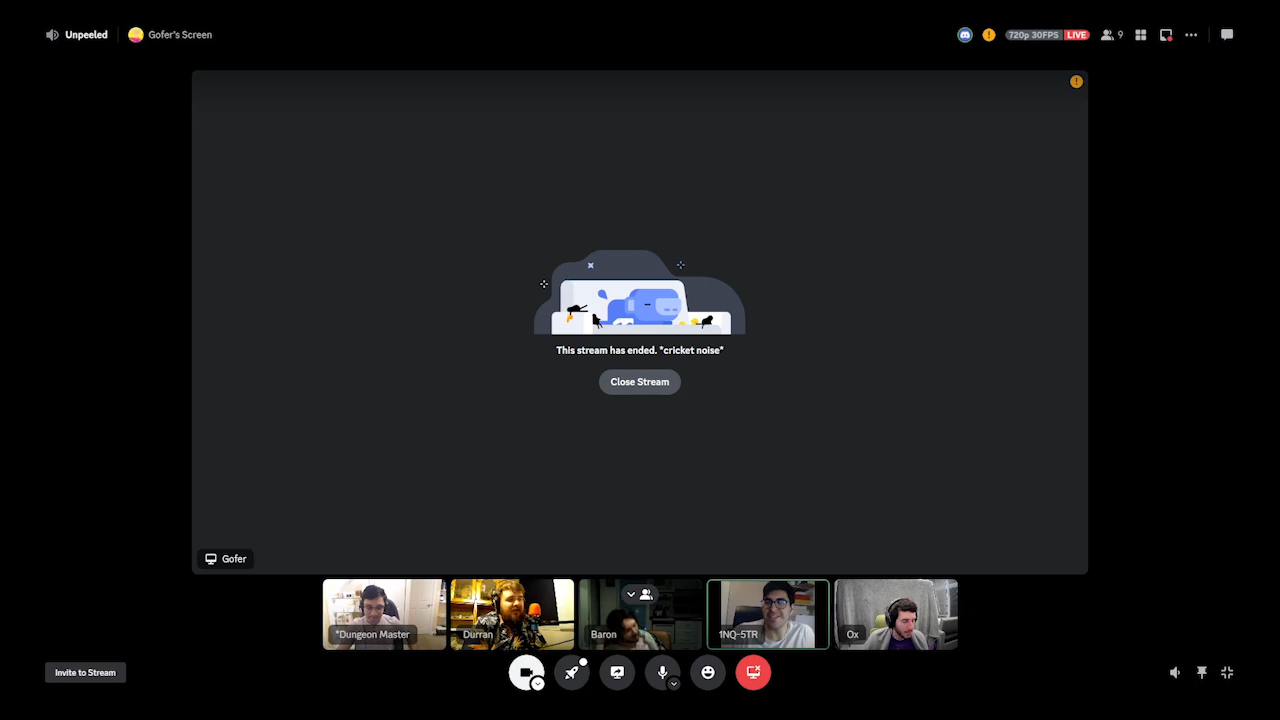 Unpeeled
Gofer's Screen
720p 30FPS LIVE
9
This stream has ended. *cricket noise*
Close Stream
Gofer
*Dungeon Master
Durran
Baron
1NQ-5TR
Ox
Invite to Stream